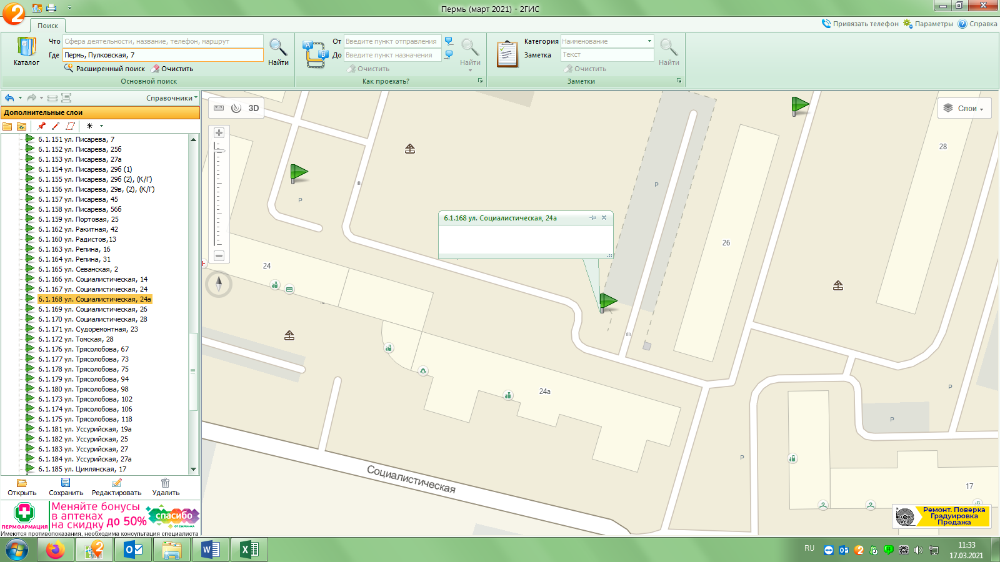 Пермь (март 2021) - 2ГИС
Поиск
Привязать телефон
Параметры
Справка
Каталог
Что
Сфера деятельности, название, телефон, маршрут
Где
Пермь, Пулковская, 7
Расширенный поиск
Очистить
Найти
Основной поиск
От
Введите пункт отправления
До
Введите пункт назначения
Очистить
Найти
Как проехать?
Категория
Наименование
Заметка
Текст
Очистить
Найти
Заметки
Справочники
Дополнительные слои
6.1.151 ул. Писарева, 7
6.1.152 ул. Писарева, 25б
6.1.153 ул. Писарева, 27а
6.1.154 ул. Писарева, 29б (1)
6.1.155 ул. Писарева, 29б (2), (К/Г)
6.1.156 ул. Писарева, 29в, (2), (К/Г)
6.1.157 ул. Писарева, 45
6.1.158 ул. Писарева, 56б
6.1.159 ул. Портовая, 25
6.1.162 ул. Ракитная, 42
6.1.160 ул. Радистов,13
6.1.163 ул. Репина, 16
6.1.164 ул. Репина, 31
6.1.165 ул. Севанская, 2
6.1.166 ул. Социалистическая, 14
6.1.167 ул. Социалистическая, 24
6.1.168 ул. Социалистическая, 24а
6.1.169 ул. Социалистическая, 26
6.1.170 ул. Социалистическая, 28
6.1.171 ул. Судоремонтная, 23
6.1.172 ул. Томская, 28
6.1.176 ул. Трясолобова, 67
6.1.177 ул. Трясолобова, 73
6.1.178 ул. Трясолобова, 75
6.1.179 ул. Трясолобова, 94
6.1.180 ул. Трясолобова, 98
6.1.173 ул. Трясолобова, 102
6.1.174 ул. Трясолобова, 106
6.1.175 ул. Трясолобова, 118
6.1.181 ул. Уссурийская, 19а
6.1.182 ул. Уссурийская, 25
6.1.183 ул. Уссурийская, 27
6.1.184 ул. Уссурийская, 27а
6.1.185 ул. Цимлянская, 17
Открыть
Сохранить
Редактировать
Удалить
ПЕРМФАРМАЦИЯ
Меняйте бонусы
в аптеках
на скидку до 50%
спасибо
ОТ СБЕРБАНКА
Имеются противопоказания, необходима консультация специалиста
3D
Слои
28
P
P
6.1.168 ул. Социалистическая, 24а
26
24
24а
P
P
P
17
Социалистическая
Ремонт. Поверка
Градуировка
Продажа
RU
11:33
17.03.2021